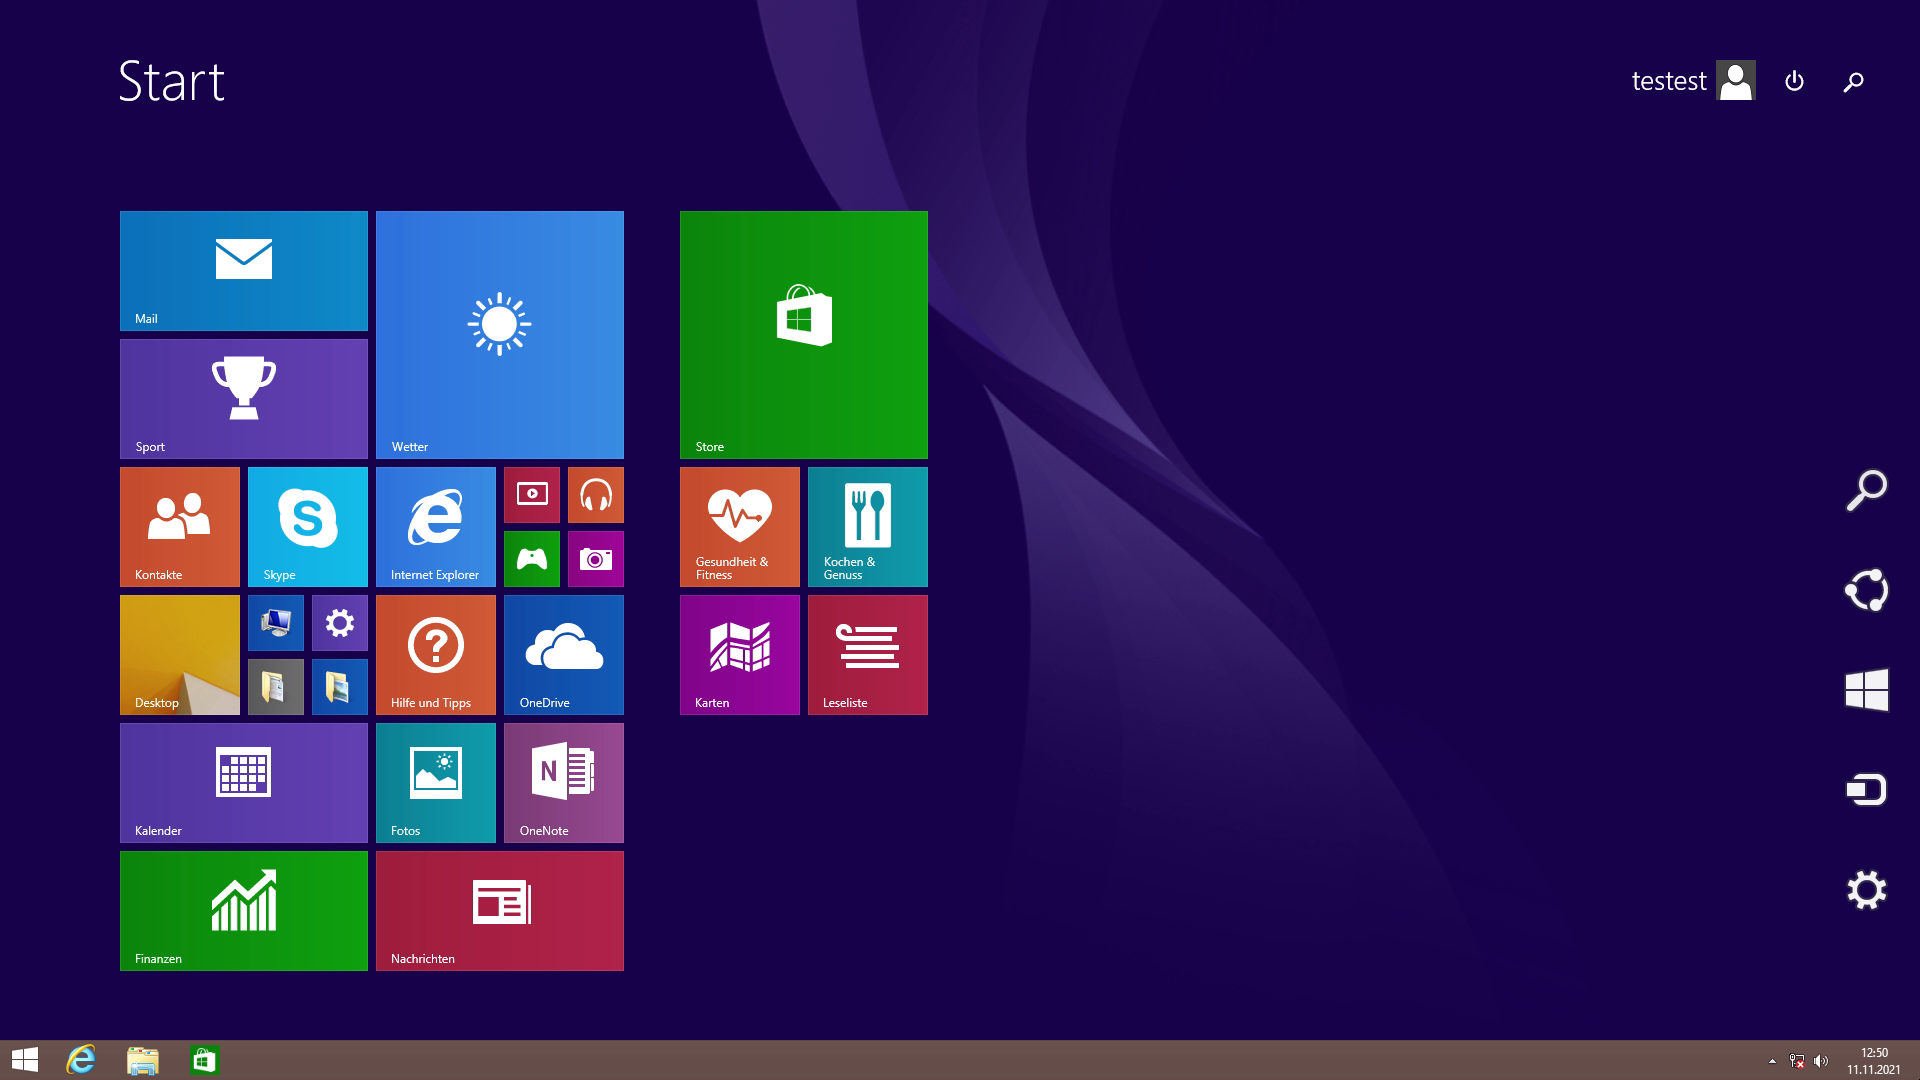 Start
testest
Mail
Sport
Wetter
Store
Kontakte
Skype
Internet Explorer
Gesundheit &
Fitness
Kochen &
Genuss
Desktop
Hilfe und Tipps
OneDrive
Karten
Leseliste
Kalender
Fotos
N
OneNote
Finanzen
Nachrichten
12:50
11.11.2021